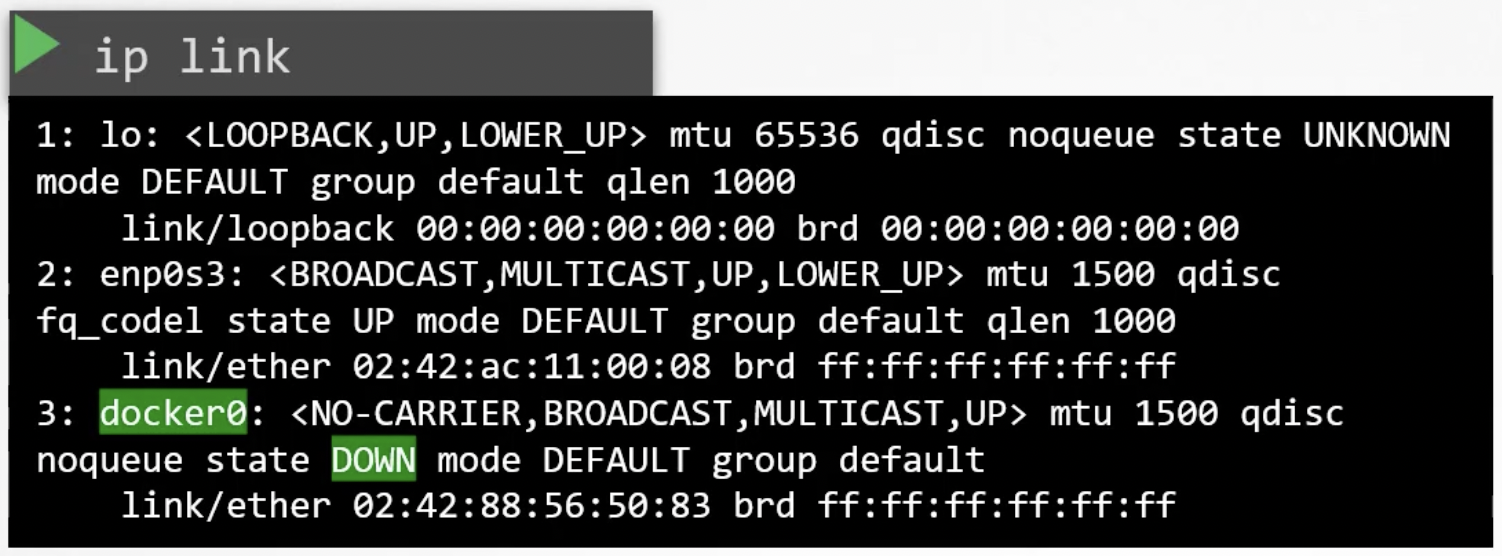 ip link
1: lo: <LOOPBACK,UP,LOWER_UP> mtu 65536 qdisc noqueue state UNKNOWN
mode DEFAULT group default qlen 1000
    link/loopback 00:00:00:00:00:00 brd 00:00:00:00:00:00
2: enp0s3: <BROADCAST,MULTICAST,UP,LOWER_UP> mtu 1500 qdisc
fq_codel state UP mode DEFAULT group default qlen 1000
    link/ether 02:42:ac:11:00:08 brd ff:ff:ff:ff:ff:ff
3: docker0: <NO-CARRIER,BROADCAST,MULTICAST,UP> mtu 1500 qdisc
noqueue state DOWN mode DEFAULT group default
    link/ether 02:42:88:56:50:83 brd ff:ff:ff:ff:ff:ff